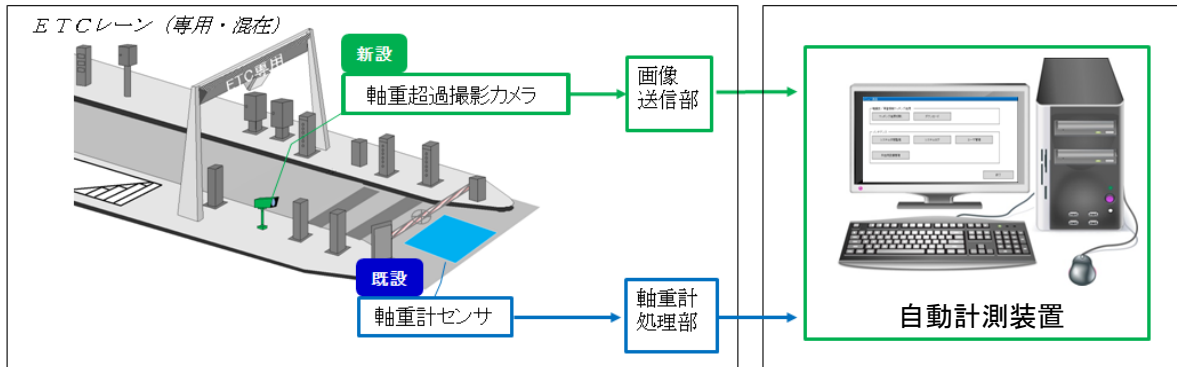 ＥＴＣレーン（専用・混在）
ETC専用
新設
軸重超過撮影カメラ
画像
送信部
既設
軸重計センサ
軸重計
処理部
自動計測装置